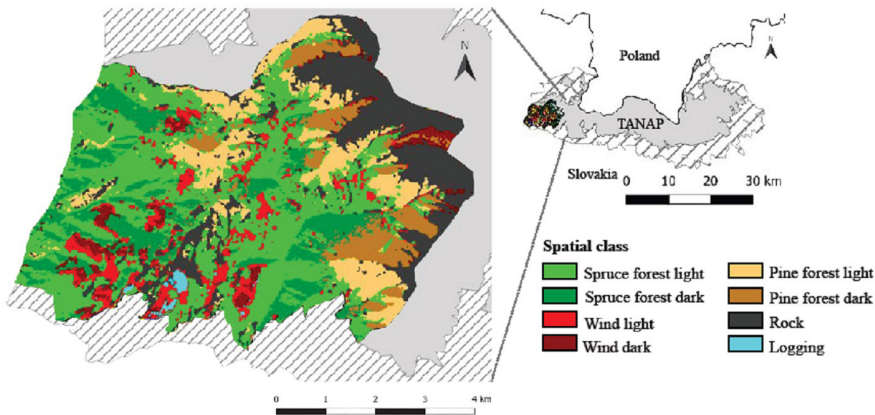 N
0 1 2 3 4 km
Poland
N
TANAP
Slovakia
0 10 20 30 km
Spatial class
Spruce forest light
Spruce forest dark
Wind light
Wind dark
Pine forest light
Pine forest dark
Rock
Logging